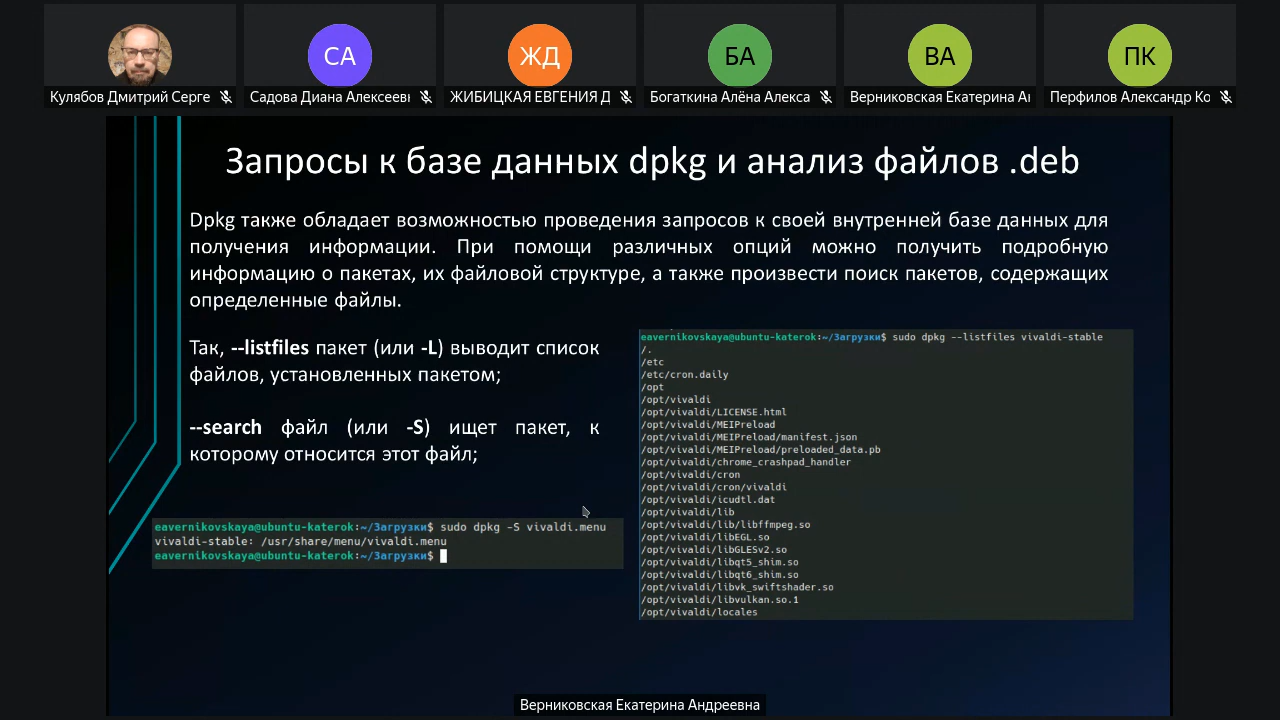 СА
ЖД
БА
ВА
ПК
Кулябов Дмитрий Серге
Садова Диана Алексеевн
ЖИБИЦКАЯ ЕВГЕНИЯ Д
Богаткина Алёна Алекса
Верниковская Екатерина Ан
Перфилов Александр Ко
Запросы к базе данных dpkg и анализ файлов .deb
Dpkg также обладает возможностью проведения запросов к своей внутренней базе данных для
получения информации. При помощи различных опций можно получить подробную
информацию о пакетах, их файловой структуре, а также произвести поиск пакетов, содержащих
определенные файлы.
Так, --listfiles пакет (или -L) выводит список
файлов, установленных пакетом;
--search файл (или -S) ищет пакет, к
которому относится этот файл;
eavernikovskaya@ubuntu-katerok:~/Загрузки$ sudo dpkg -S vivaldi.menu
vivaldi-stable: /usr/share/menu/vivaldi.menu
eavernikovskaya@ubuntu-katerok:~/Загрузки$
eavernikovskaya@ubuntu-katerok:~/Загрузки$ sudo dpkg --listfiles vivaldi-stable
/.
/etc
/etc/cron.daily
/opt
/opt/vivaldi
/opt/vivaldi/LICENSE.html
/opt/vivaldi/MEIPreload
/opt/vivaldi/MEIPreload/manifest.json
/opt/vivaldi/MEIPreload/preloaded_data.pb
/opt/vivaldi/chrome_crashpad_handler
/opt/vivaldi/cron
/opt/vivaldi/cron/vivaldi
/opt/vivaldi/icudtl.dat
/opt/vivaldi/lib
/opt/vivaldi/lib/libffmpeg.so
/opt/vivaldi/libEGL.so
/opt/vivaldi/libGLESv2.so
/opt/vivaldi/libqt5_shim.so
/opt/vivaldi/libqt6_shim.so
/opt/vivaldi/libvk_swiftshader.so
/opt/vivaldi/libvulkan.so.1
/opt/vivaldi/locales
Верниковская Екатерина Андреевна